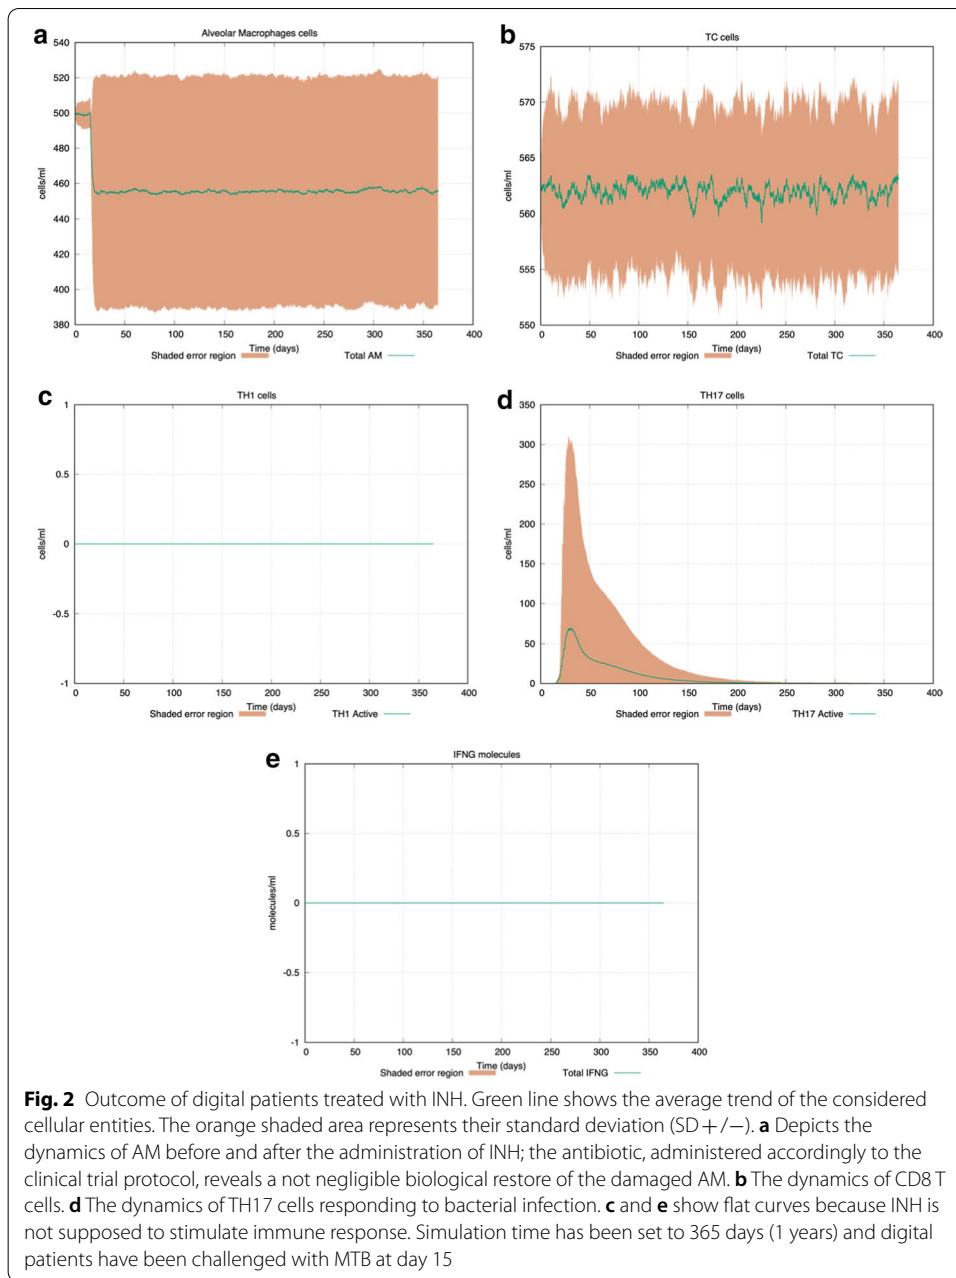 a
Alveolar Macrophages cells
540
520
500
480
460
440
420
400
380
cells/ml
0 50 100 150 200 250 300 350 400
Time (days)
Shaded error region Total AM
b
TC cells
575
570
565
560
555
550
cells/ml
0 50 100 150 200 250 300 350 400
Time (days)
Shaded error region Total TC
c
TH1 cells
1
0.5
0
-0.5
-1
cells/ml
0 50 100 150 200 250 300 350 400
Time (days)
Shaded error region TH1 Active
d
TH17 cells
350
300
250
200
150
100
50
0
cells/ml
0 50 100 150 200 250 300 350 400
Time (days)
Shaded error region TH17 Active
e
IFNG molecules
1
0.5
0
-0.5
-1
molecules/ml
0 50 100 150 200 250 300 350 400
Time (days)
Shaded error region Total IFNG
Fig. 2 Outcome of digital patients treated with INH. Green line shows the average trend of the considered
cellular entities. The orange shaded area represents their standard deviation (SD +/−). a Depicts the
dynamics of AM before and after the administration of INH; the antibiotic, administered accordingly to the
clinical trial protocol, reveals a not negligible biological restore of the damaged AM. b The dynamics of CD8 T
cells. d The dynamics of TH17 cells responding to bacterial infection. c and e show flat curves because INH is
not supposed to stimulate immune response. Simulation time has been set to 365 days (1 years) and digital
patients have been challenged with MTB at day 15